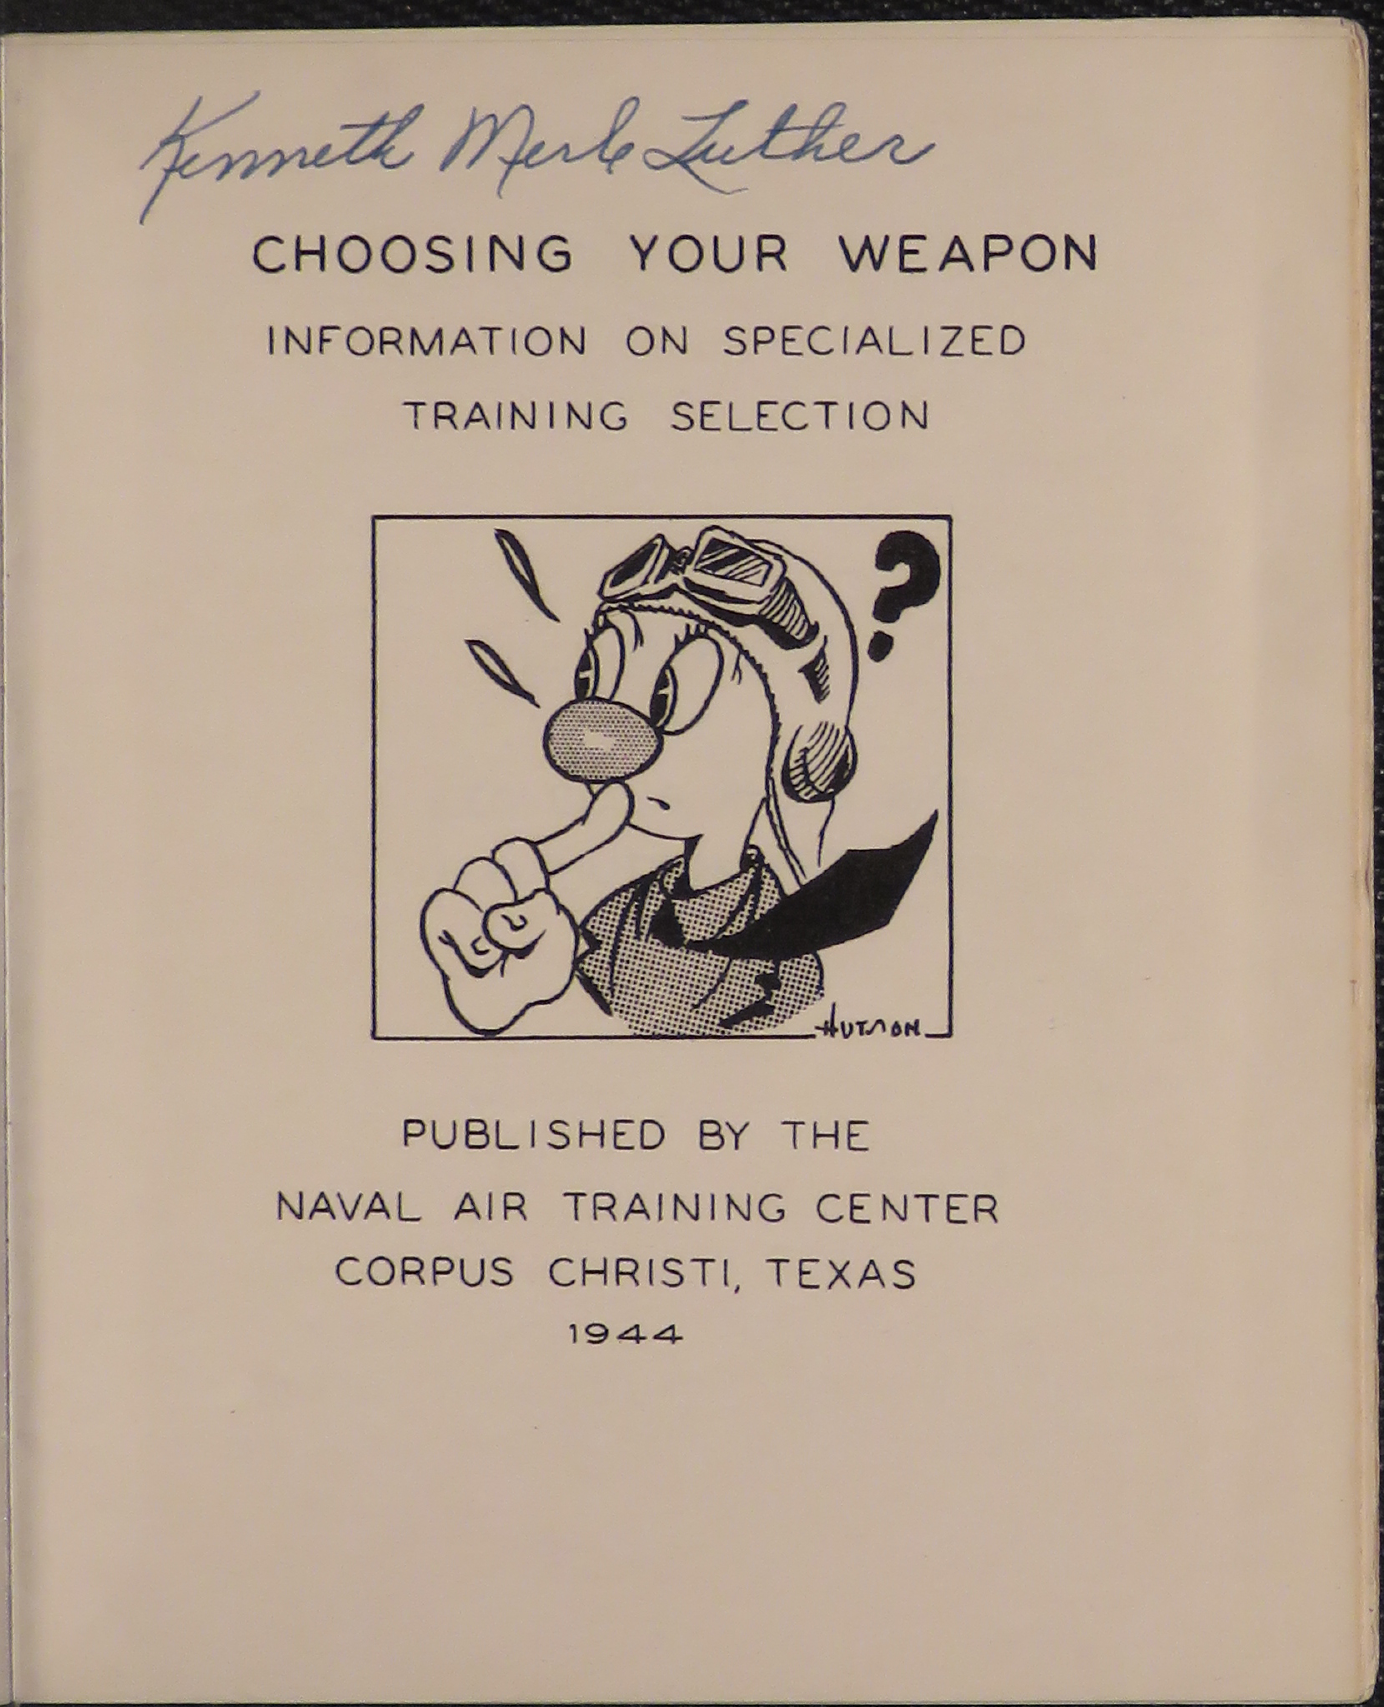 Kenneth Merle Luther
CHOOSING YOUR WEAPON
INFORMATION ON SPECIALIZED
TRAINING SELECTION
?
HUTSON
PUBLISHED BY THE
NAVAL AIR TRAINING CENTER
CORPUS CHRISTI, TEXAS
1944